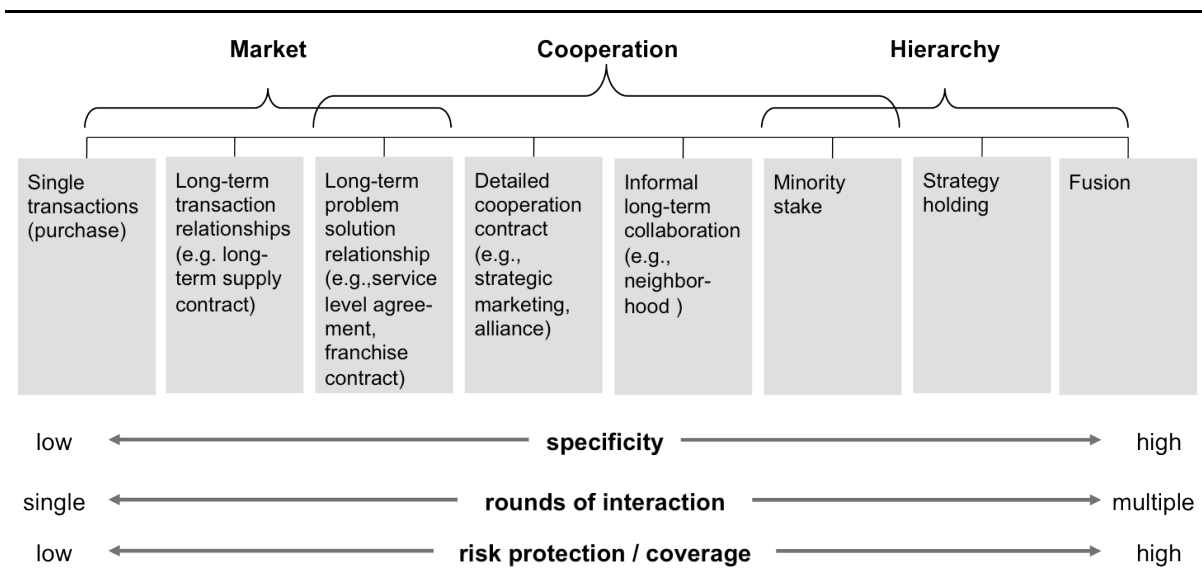 Market
Cooperation
Hierarchy
Single
transactions
(purchase)
Long-term
transaction
relationships
(e.g. long-
term supply
contract)
Long-term
problem
solution
relationship
(e.g.,service
level agree-
ment,
franchise
contract)
Detailed
cooperation
contract
(e.g.,
strategic
marketing,
alliance)
Informal
long-term
collaboration
(e.g.,
neighbor-
hood )
Minority
stake
Strategy
holding
Fusion
low specificity high
single rounds of interaction multiple
low risk protection / coverage high